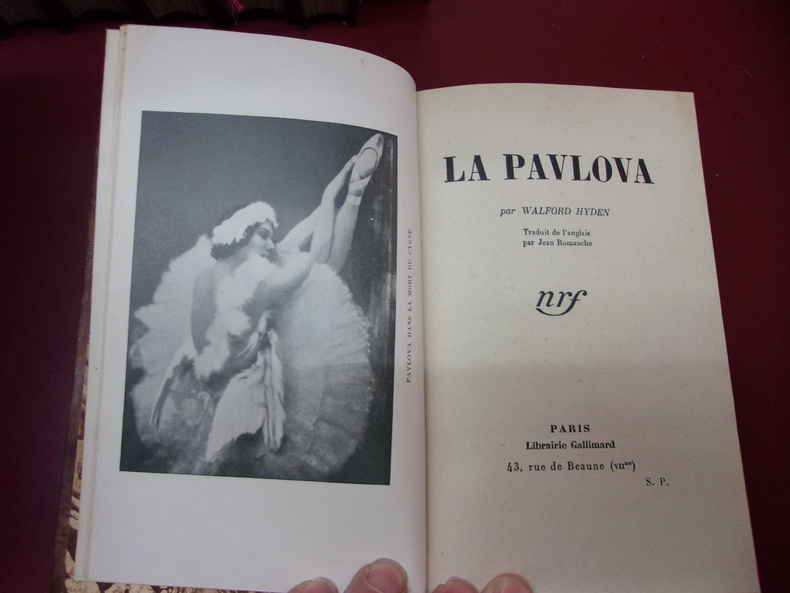 PAVLOVA DANS LA MORT DU CYGNE
LA PAVLOVA
par WALFORD HYDEN
Traduit de l'anglais
par Jean Romanche
nrf
PARIS
Librairie Gallimard
43, rue de Beaune (VIIme)
S. P.